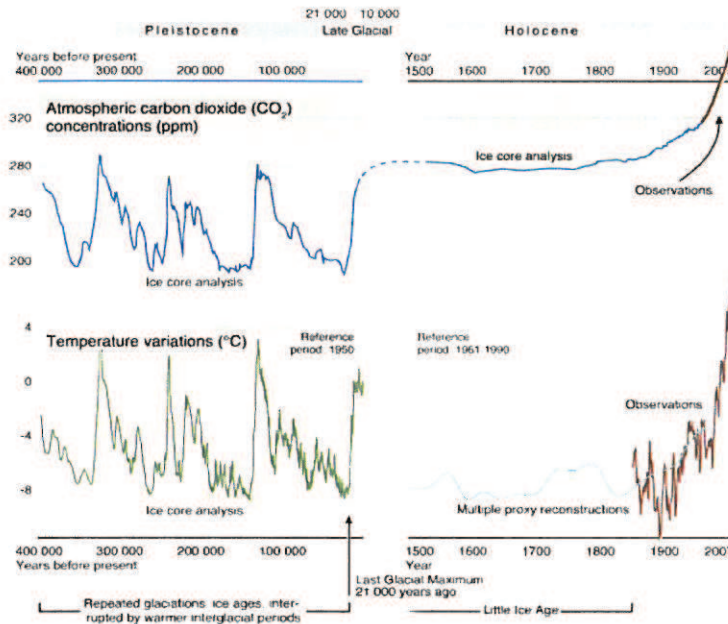 21 000 10 000
Pleistocene Late Glacial Holocene
Years before present Year
400 000 300 000 200 000 100 000 1500 1600 1700 1800 1900 200
Atmospheric carbon dioxide (CO₂)
concentrations (ppm)
320
280
240
200
Ice core analysis
Observations
Ice core analysis
Temperature variations (°C)
4
0
-4
-8
Reference
period 1950
Reference
period 1961 1990
Observations
Ice core analysis
Multiple proxy reconstructions
400 000 300 000 200 000 100 000 1500 1600 1700 1800 1900 200
Years before present Year
Last Glacial Maximum
21 000 years ago
Repeated glaciations ice ages, inter-
rupted by warmer interglacial periods
Little Ice Age